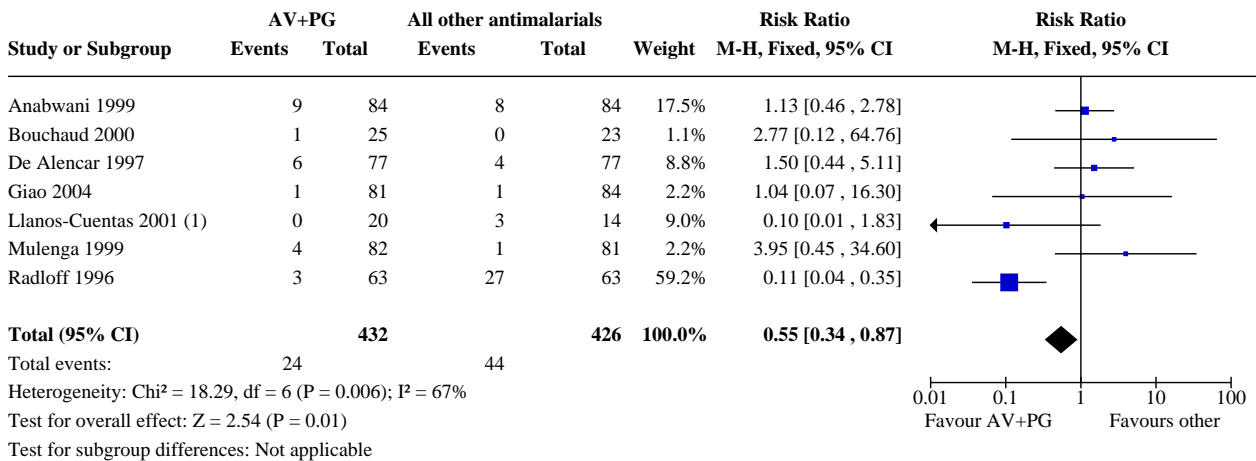 AV+PG All other antimalarials Risk Ratio Risk Ratio
Study or Subgroup Events Total Events Total Weight M-H, Fixed, 95% CI M-H, Fixed, 95% CI
Anabwani 1999 9 84 8 84 17.5% 1.13 [0.46 , 2.78]
Bouchaud 2000 1 25 0 23 1.1% 2.77 [0.12 , 64.76]
De Alencar 1997 6 77 4 77 8.8% 1.50 [0.44 , 5.11]
Giao 2004 1 81 1 84 2.2% 1.04 [0.07 , 16.30]
Llanos-Cuentas 2001 (1) 0 20 3 14 9.0% 0.10 [0.01 , 1.83]
Mulenga 1999 4 82 1 81 2.2% 3.95 [0.45 , 34.60]
Radloff 1996 3 63 27 63 59.2% 0.11 [0.04 , 0.35]
Total (95% CI) 432 426 100.0% 0.55 [0.34 , 0.87]
Total events: 24 44
Heterogeneity: Chi² = 18.29, df = 6 (P = 0.006); I² = 67%
0.01 0.1 1 10 100
Test for overall effect: Z = 2.54 (P = 0.01)
Favour AV+PG Favours other
Test for subgroup differences: Not applicable